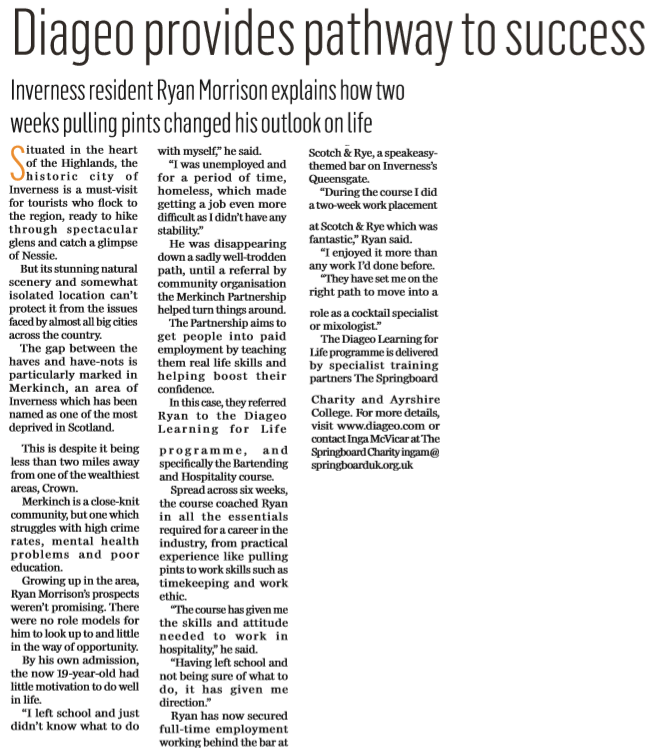 Diageo provides pathway to success
Inverness resident Ryan Morrison explains how two
weeks pulling pints changed his outlook on life
Situated in the heart
of the Highlands, the
historic city of
Inverness is a must-visit
for tourists who flock to
the region, ready to hike
through spectacular
glens and catch a glimpse
of Nessie.
But its stunning natural
scenery and somewhat
isolated location can't
protect it from the issues
faced by almost all big cities
across the country.
The gap between the
haves and have-nots is
particularly marked in
Merkinch, an area of
Inverness which has been
named as one of the most
deprived in Scotland.
This is despite it being
less than two miles away
from one of the wealthiest
areas, Crown.
Merkinch is a close-knit
community, but one which
struggles with high crime
rates, mental health
problems and poor
education.
Growing up in the area,
Ryan Morrison's prospects
weren't promising. There
were no role models for
him to look up to and little
in the way of opportunity.
By his own admission,
the now 19-year-old had
little motivation to do well
in life.
"I left school and just
didn't know what to do
with myself," he said.
"I was unemployed and
for a period of time,
homeless, which made
getting a job even more
difficult as I didn't have any
stability."
He was disappearing
down a sadly well-trodden
path, until a referral by
community organisation
the Merkinch Partnership
helped turn things around.
The Partnership aims to
get people into paid
employment by teaching
them real life skills and
helping boost their
confidence.
In this case, they referred
Ryan to the Diageo
Learning for Life
programme, and
specifically the Bartending
and Hospitality course.
Spread across six weeks,
the course coached Ryan
in all the essentials
required for a career in the
industry, from practical
experience like pulling
pints to work skills such as
timekeeping and work
ethic.
"The course has given me
the skills and attitude
needed to work in
hospitality," he said.
"Having left school and
not being sure of what to
do, it has given me
direction."
Ryan has now secured
full-time employment
working behind the bar at
Scotch & Rye, a speakeasy-
themed bar on Inverness's
Queensgate.
"During the course I did
a two-week work placement
at Scotch & Rye which was
fantastic," Ryan said.
"I enjoyed it more than
any work I'd done before.
"They have set me on the
right path to move into a
role as a cocktail specialist
or mixologist."
The Diageo Learning for
Life programme is delivered
by specialist training
partners The Springboard
Charity and Ayrshire
College. For more details,
visit www.diageo.com or
contact Inga McVicar at The
Springboard Charity ingam@
springboarduk.org.uk